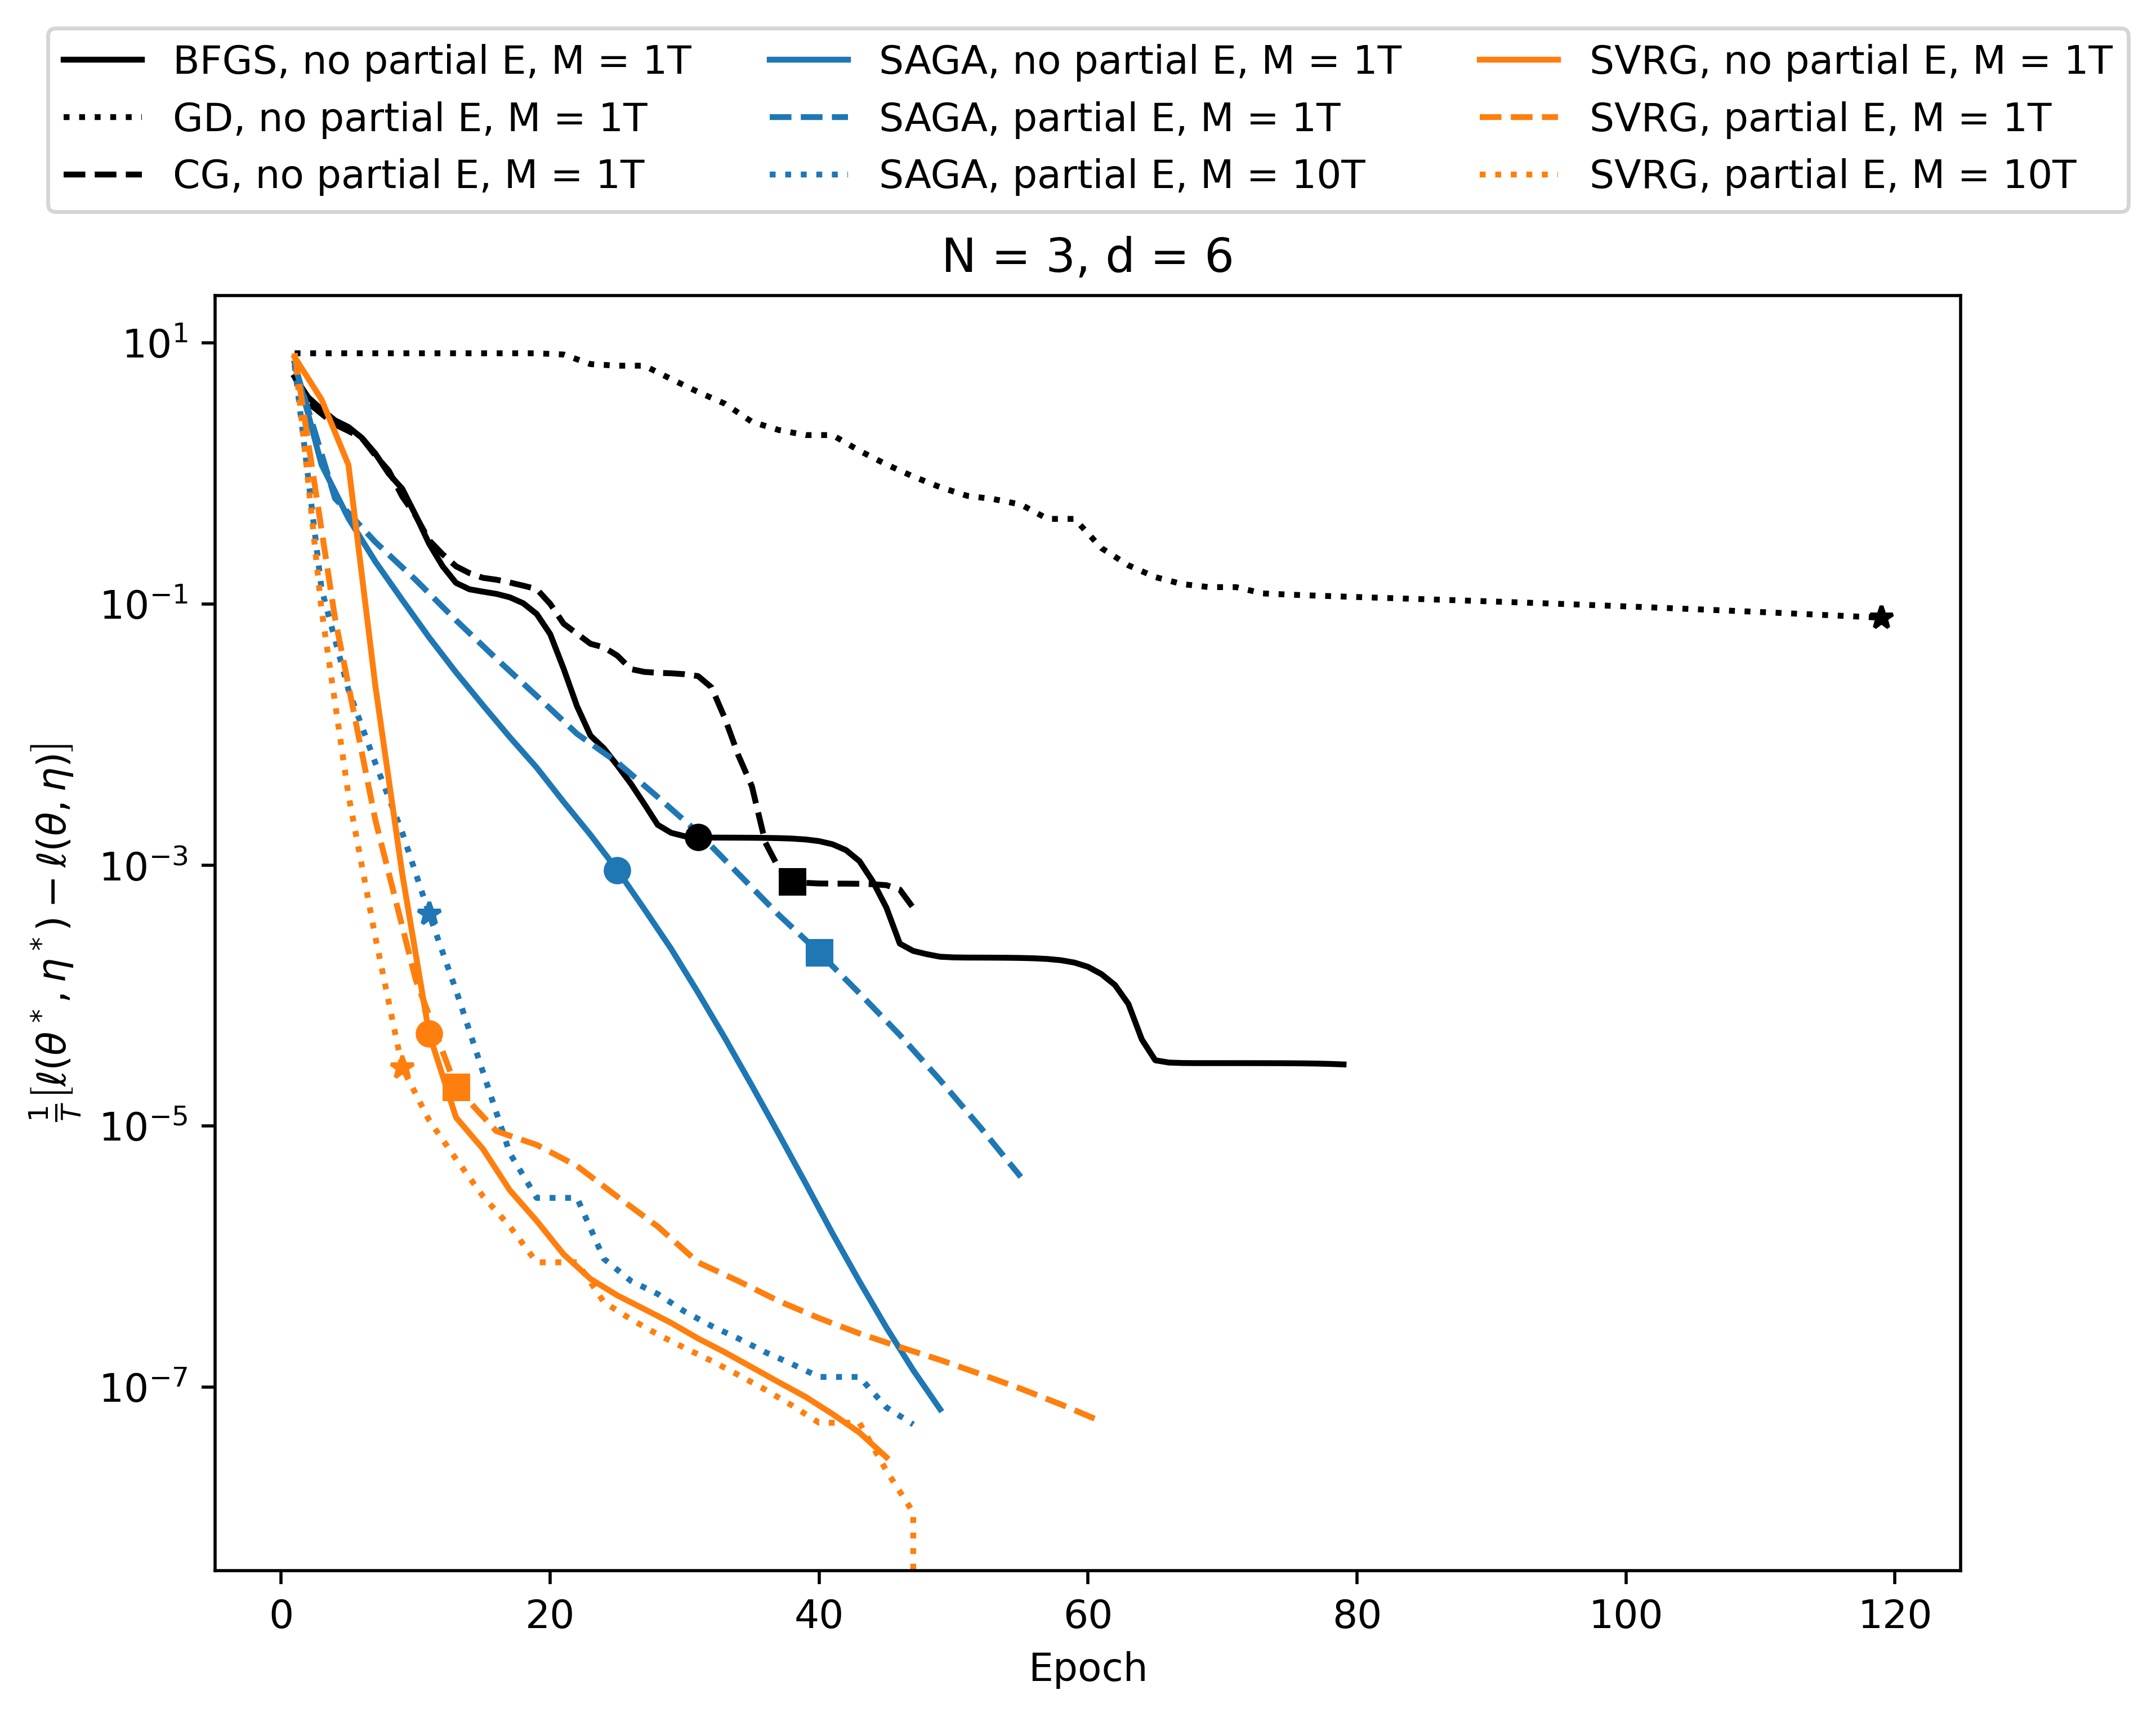 BFGS, no partial E, M = 1T
GD, no partial E, M = 1T
CG, no partial E, M = 1T
SAGA, no partial E, M = 1T
SAGA, partial E, M = 1T
SAGA, partial E, M = 10T
SVRG, no partial E, M = 1T
SVRG, partial E, M = 1T
SVRG, partial E, M = 10T
N = 3, d = 6
10¹
10⁻¹
10⁻³
10⁻⁵
10⁻⁷
1/T [ℓ(θ*, η*) − ℓ(θ, η)]
0 20 40 60 80 100 120
Epoch